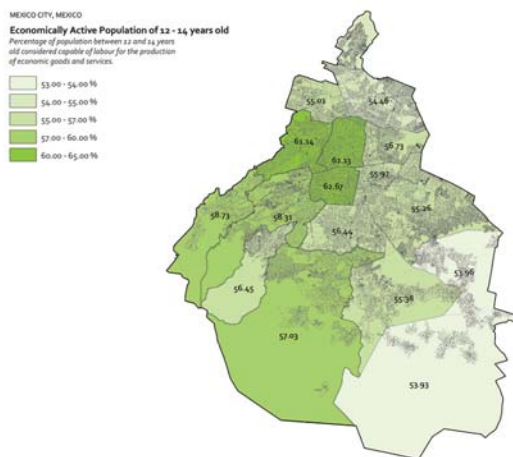 MEXICO CITY, MEXICO
Economically Active Population of 12 - 14 years old
Percentage of population between 12 and 14 years
old considered capable of labour for the production
of economic goods and services.
53.00 - 54.00 %
54.00 - 55.00 %
55.00 - 57.00 %
57.00 - 60.00 %
60.00 - 65.00 %
55.03
54.46
61.14
61.13
56.73
55.97
62.67
55.26
58.73
58.31
56.44
53.96
56.45
55.38
57.03
53.93